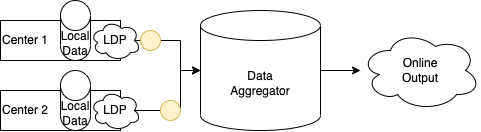 Center 1
Local
Data
LDP
Center 2
Local
Data
LDP
Data
Aggregator
Online
Output